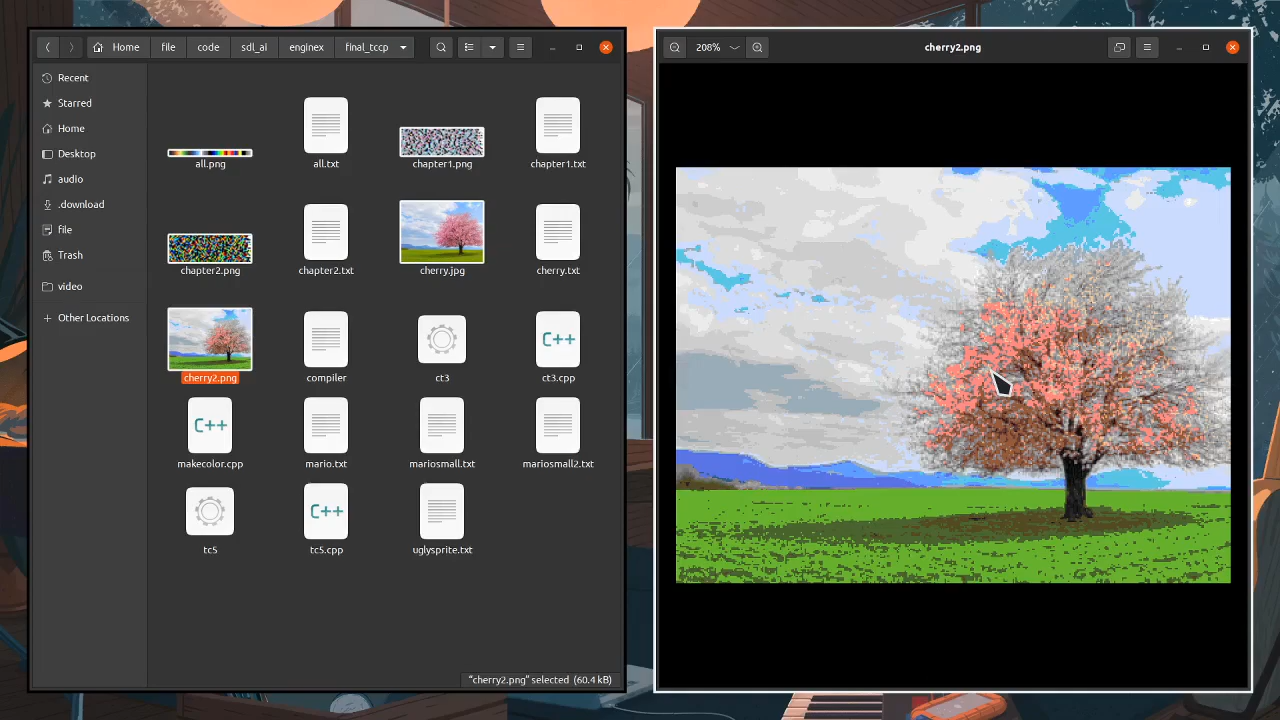 Home file code sdl_ai enginex final_tccp
Recent
Starred
Home
Desktop
audio
.download
file
Trash
video
Other Locations
all.png all.txt chapter1.png chapter1.txt
chapter2.png chapter2.txt cherry.jpg cherry.txt
C++
cherry2.png compiler ct3 ct3.cpp
C++
makecolor.cpp mario.txt mariosmall.txt mariosmall2.txt
C++
tc5 tc5.cpp uglysprite.txt
"cherry2.png" selected (60.4 kB)
208% cherry2.png